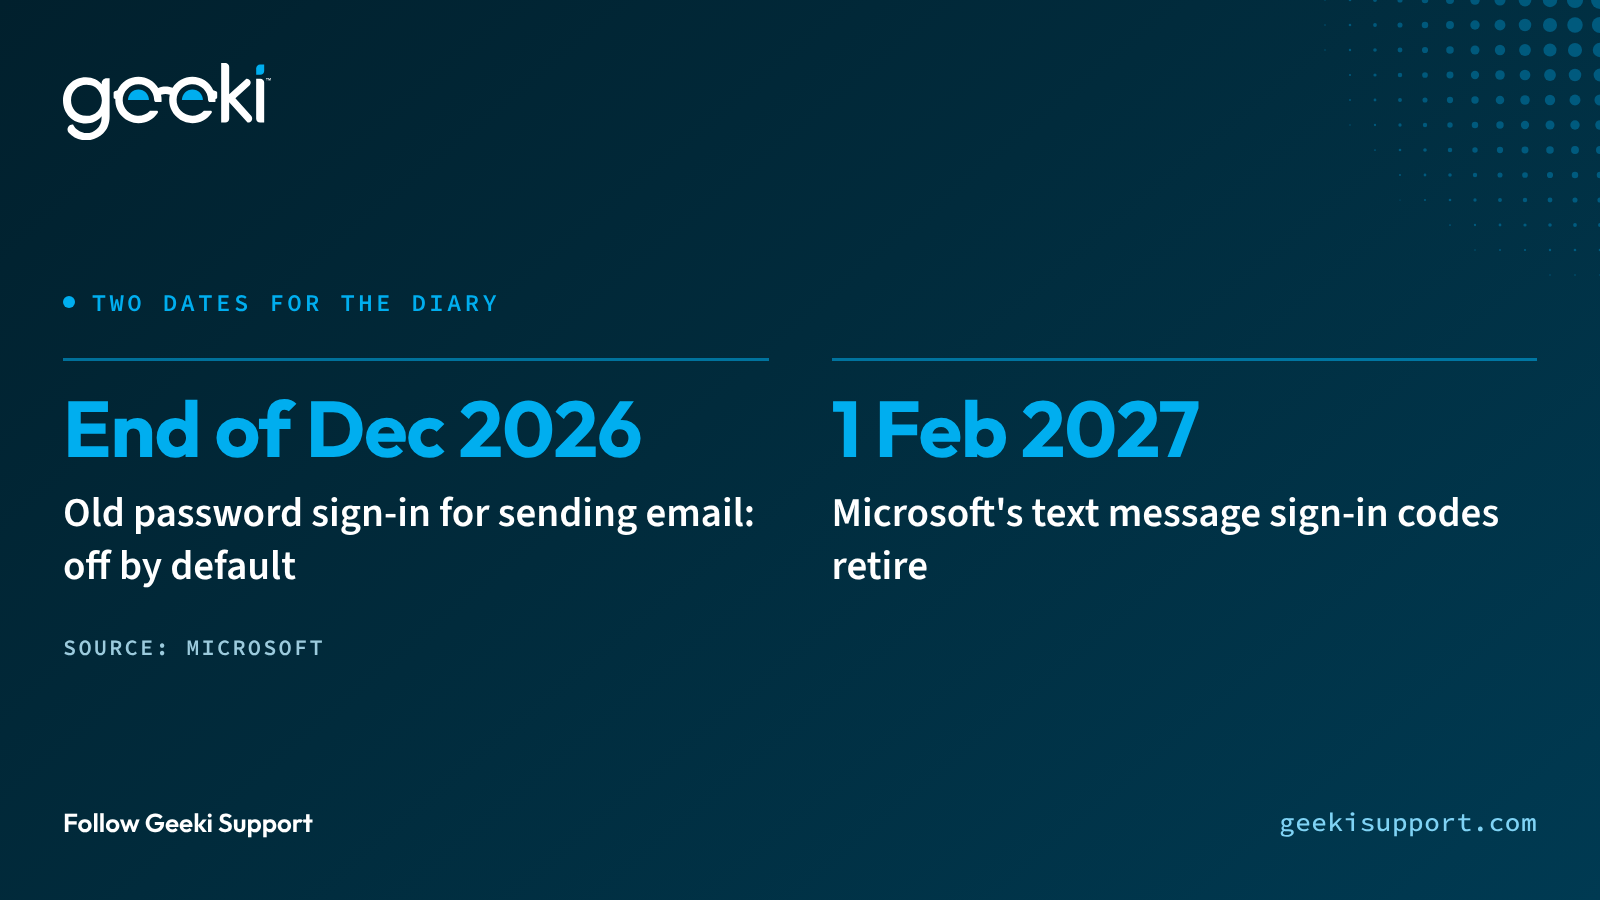 geeki™
TWO DATES FOR THE DIARY
End of Dec 2026
Old password sign-in for sending email:
off by default
1 Feb 2027
Microsoft's text message sign-in codes
retire
SOURCE: MICROSOFT
Follow Geeki Support
geekisupport.com